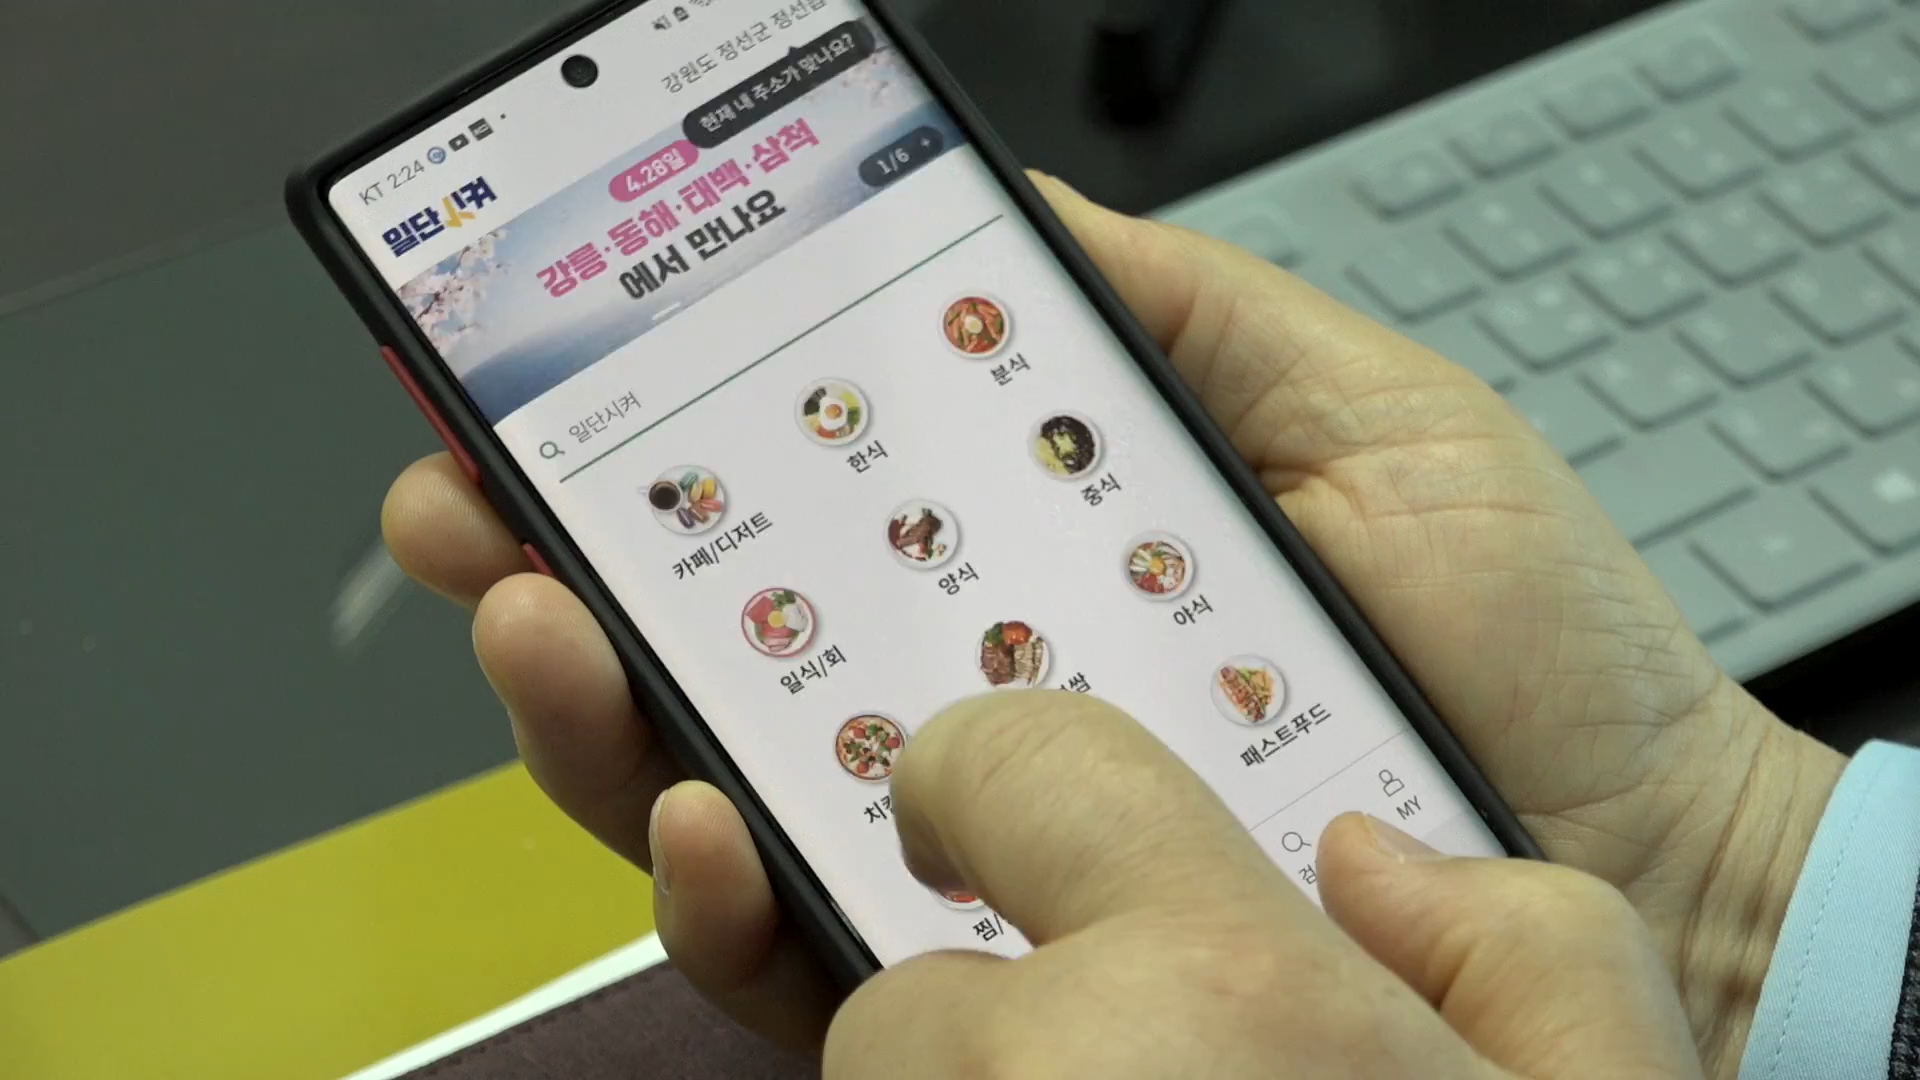 KT 2:24
강원도 정선군 정선읍
현재 내 주소가 맞나요?
일단시켜
4.28일
강릉·동해·태백·삼척
에서 만나요
1/6 +
일단시켜
카페/디저트
한식
분식
일식/회
양식
중식
야식
패스트푸드
찜/
MY